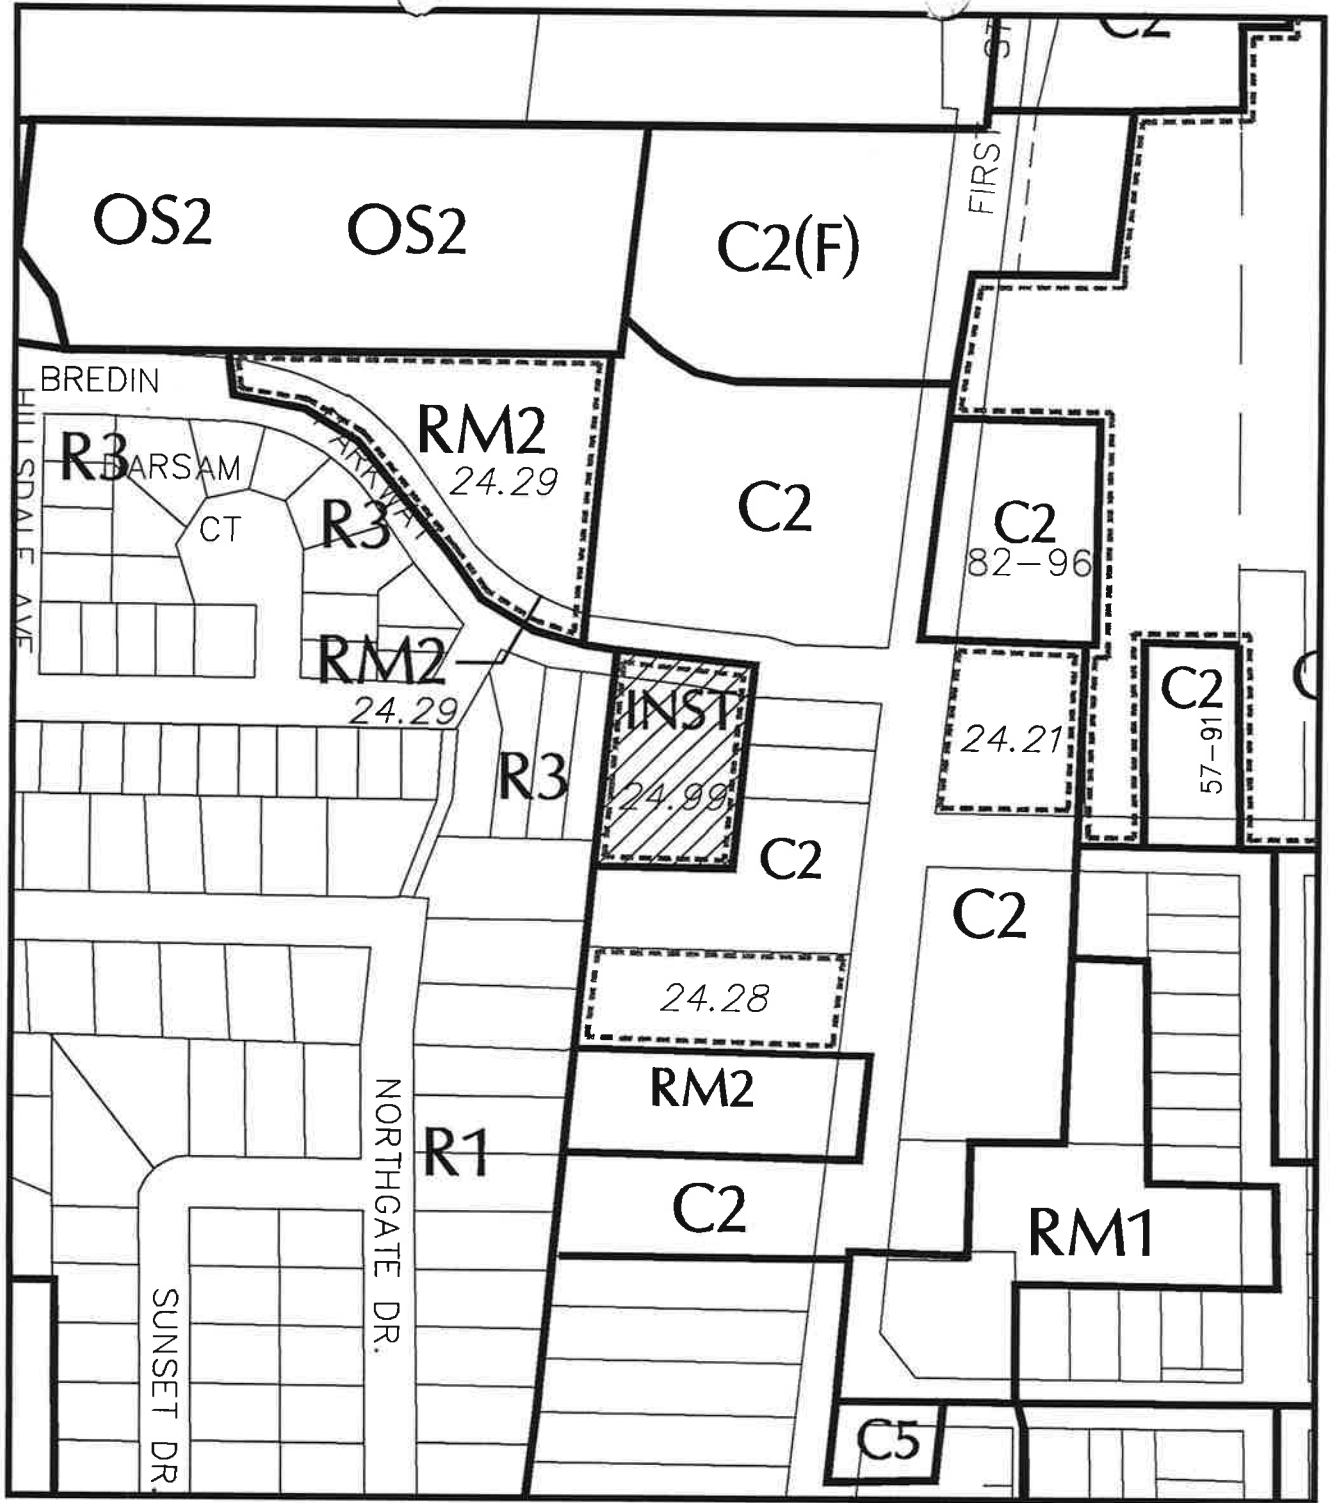 C2
ST
FIRST
OS2
OS2
C2(F)
BREDIN
PARKWAY
HILLSDALE AVE
RM2
24.29
R3
DARSAM
CT
R3
C2
C2
82-96
RM2
24.29
INST
24.99
R3
24.21
C2
57-91
C2
C2
24.28
RM2
NORTHGATE DR.
R1
C2
RM1
SUNSET DR.
C5